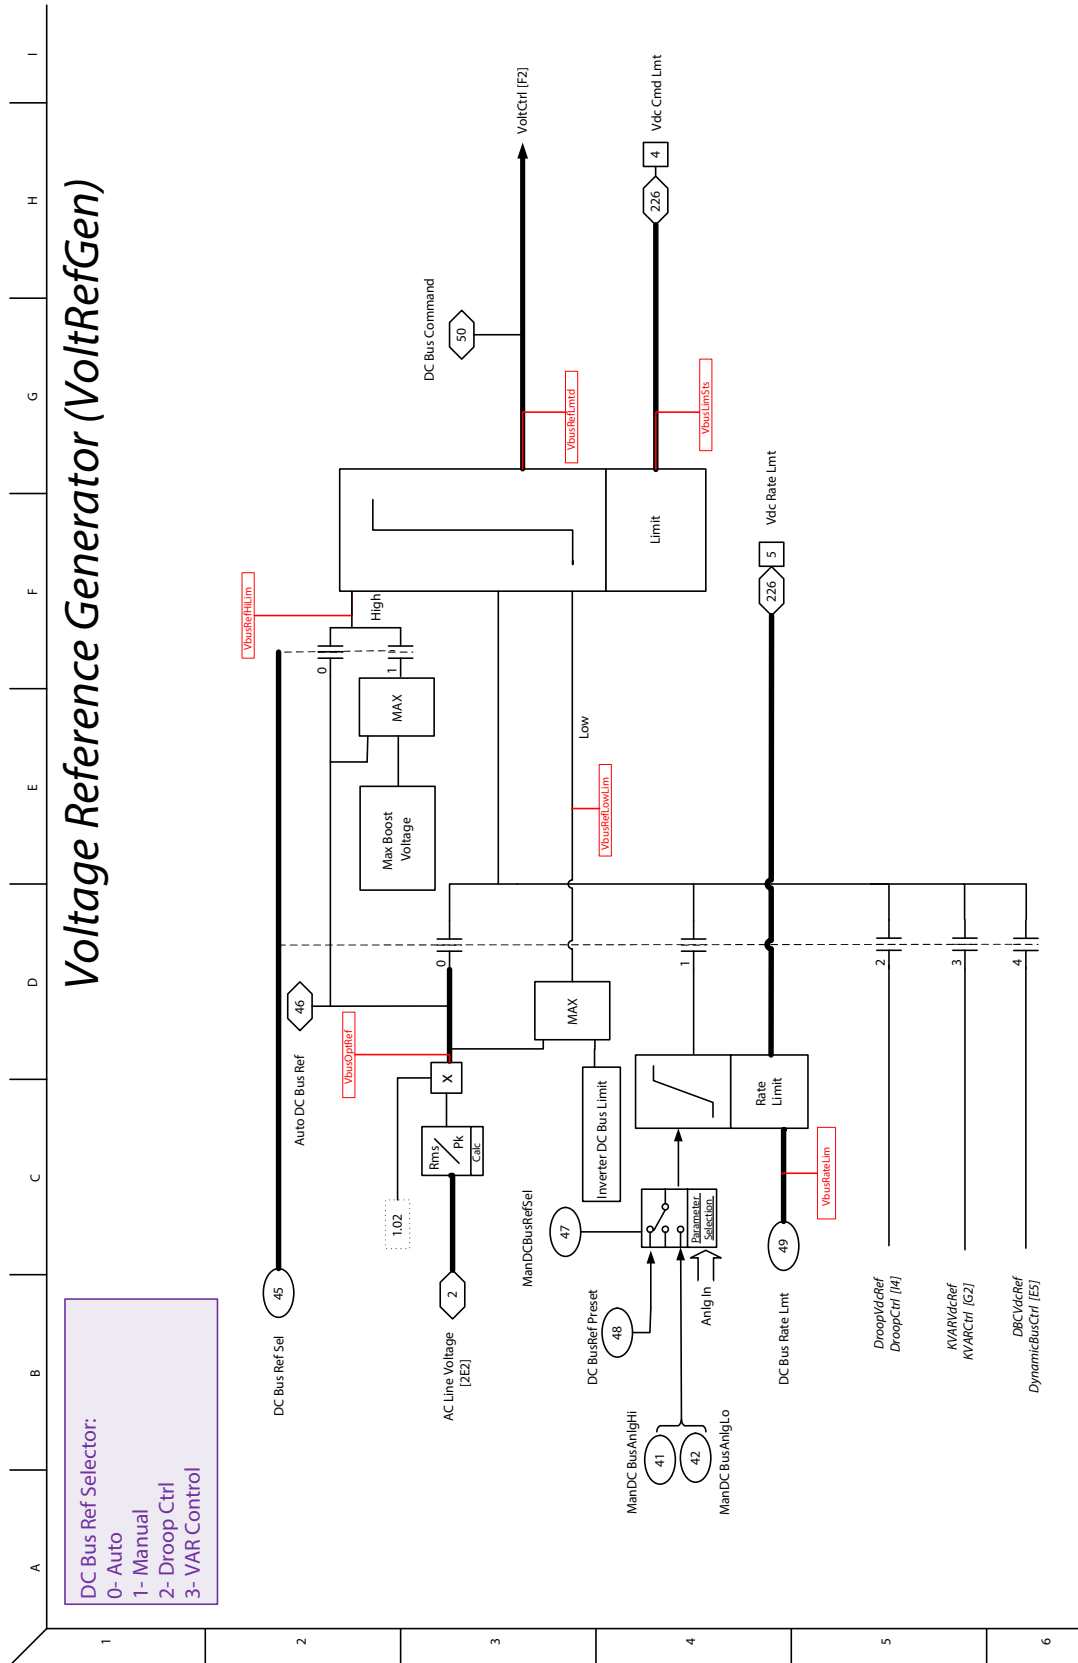 Voltage Reference Generator (VoltRefGen)
A
B
C
D
E
F
G
H
I
1
2
3
4
5
6
DC Bus Ref Selector:
0- Auto
1- Manual
2- Droop Ctrl
3- VAR Control
DC Bus Ref Sel
45
Auto DC Bus Ref
46
VbusOptRef
1.02
AC Line Voltage
[2E2]
2
Rms
Pk
Calc
X
0
Max Boost
Voltage
MAX
0
1
VbusRefHiLim
High
DC Bus Command
50
VoltCtrl [F2]
VbusRefLmtd
Limit
VbusLimSts
226
4
Vdc Cmd Lmt
Inverter DC Bus Limit
MAX
VbusRefLowLim
Low
ManDCBusRefSel
47
DC BusRef Preset
48
ManDC BusAnlgHi
41
42
ManDC BusAnlgLo
Anlg In
Parameter
Selection
Rate
Limit
1
DC Bus Rate Lmt
49
VbusRateLim
226
5
Vdc Rate Lmt
DroopVdcRef
DroopCtrl [I4]
2
KVARVdcRef
KVARCtrl [G2]
3
DBCVdcRef
DynamicBusCtrl [E5]
4